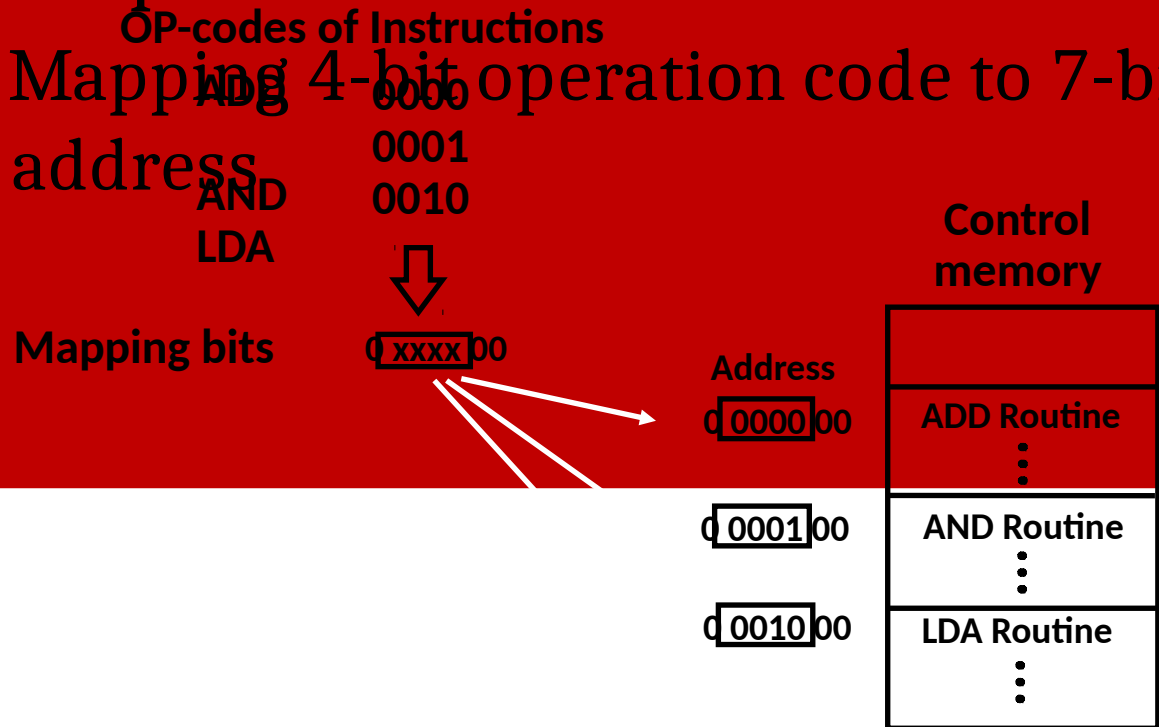 OP-codes of Instructions
Mapping 4-bit operation code to 7-b
address
ADD 0000
0001
AND 0010
LDA
Control
memory
Mapping bits 0 xxxx 00
Address
0 0000 00 ADD Routine
0 0001 00 AND Routine
0 0010 00 LDA Routine